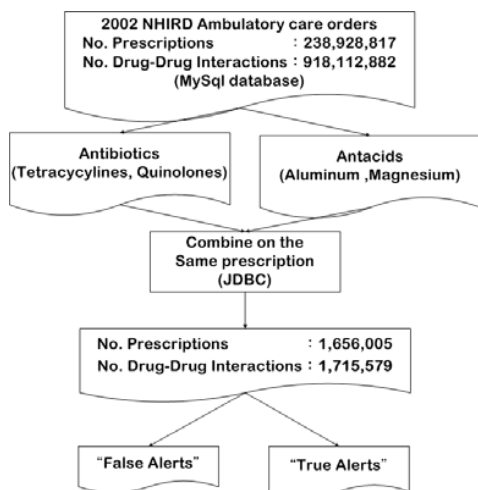 2002 NHIRD Ambulatory care orders
No. Prescriptions : 238,928,817
No. Drug-Drug Interactions : 918,112,882
(MySql database)
Antibiotics
(Tetracycylines, Quinolones)
Antacids
(Aluminum ,Magnesium)
Combine on the
Same prescription
(JDBC)
No. Prescriptions : 1,656,005
No. Drug-Drug Interactions : 1,715,579
“False Alerts”
“True Alerts”